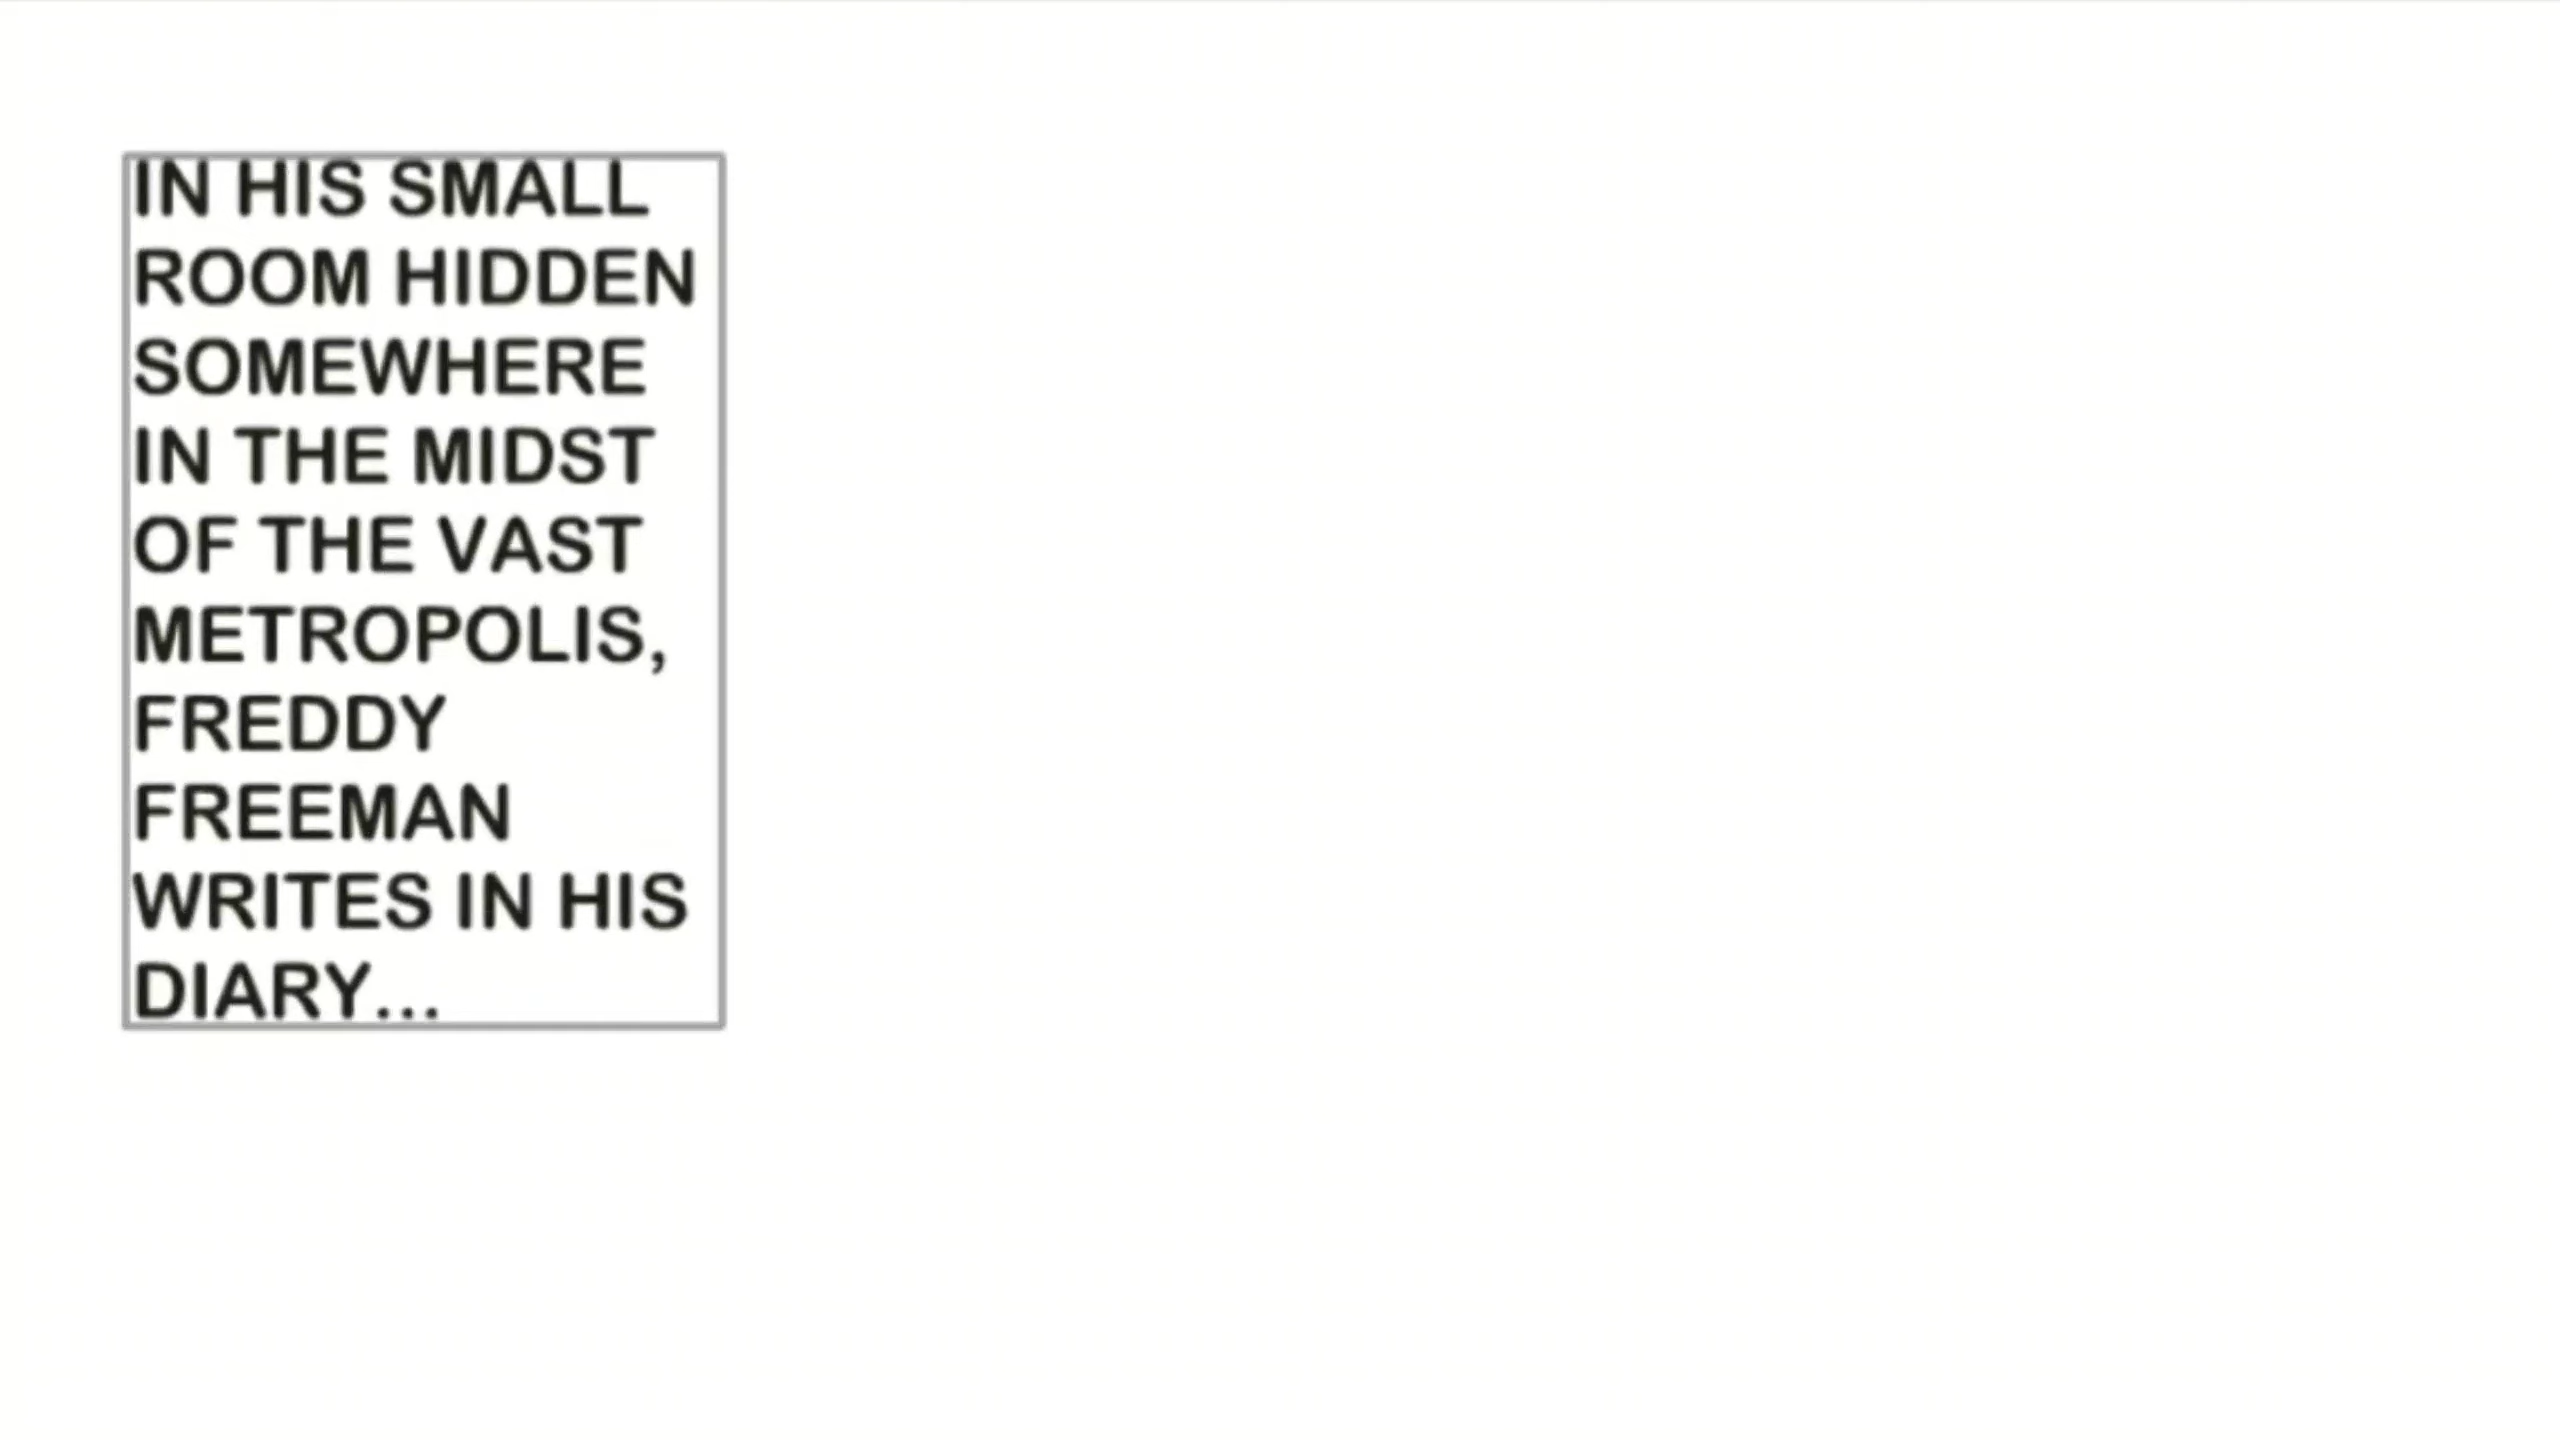 IN HIS SMALL
ROOM HIDDEN
SOMEWHERE
IN THE MIDST
OF THE VAST
METROPOLIS,
FREDDY
FREEMAN
WRITES IN HIS
DIARY...